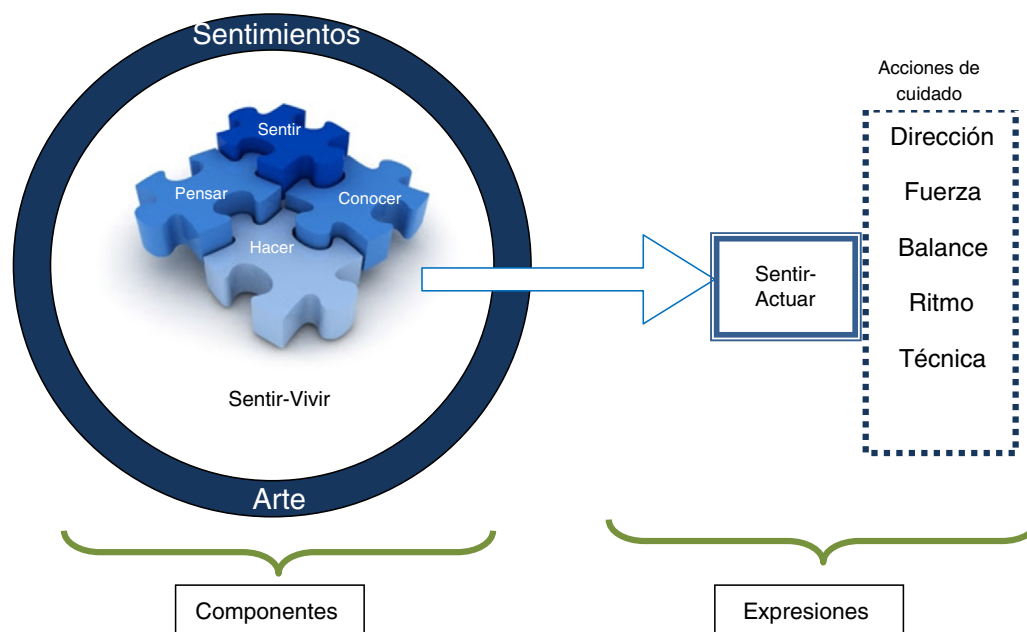 Sentimientos
Sentir
Pensar
Conocer
Hacer
Sentir-Vivir
Arte
Componentes
Sentir-
Actuar
Acciones de
cuidado
Dirección
Fuerza
Balance
Ritmo
Técnica
Expresiones